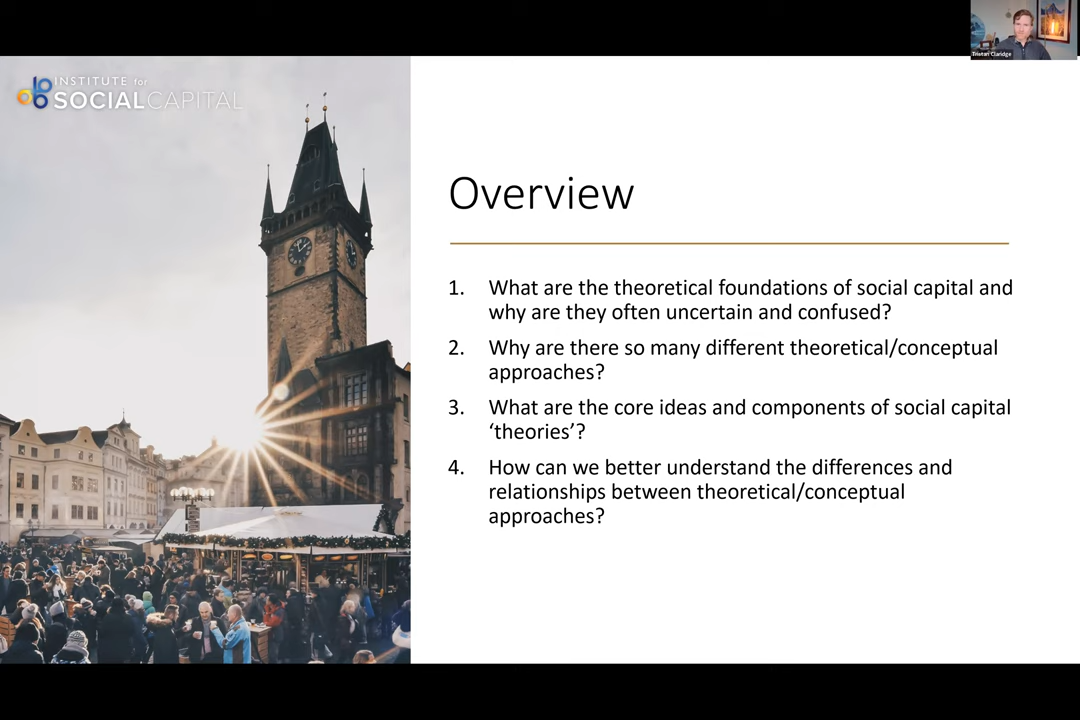 Tristan Claridge
INSTITUTE for
SOCIALCAPITAL
Overview
1. What are the theoretical foundations of social capital and
why are they often uncertain and confused?
2. Why are there so many different theoretical/conceptual
approaches?
3. What are the core ideas and components of social capital
‘theories’?
4. How can we better understand the differences and
relationships between theoretical/conceptual
approaches?